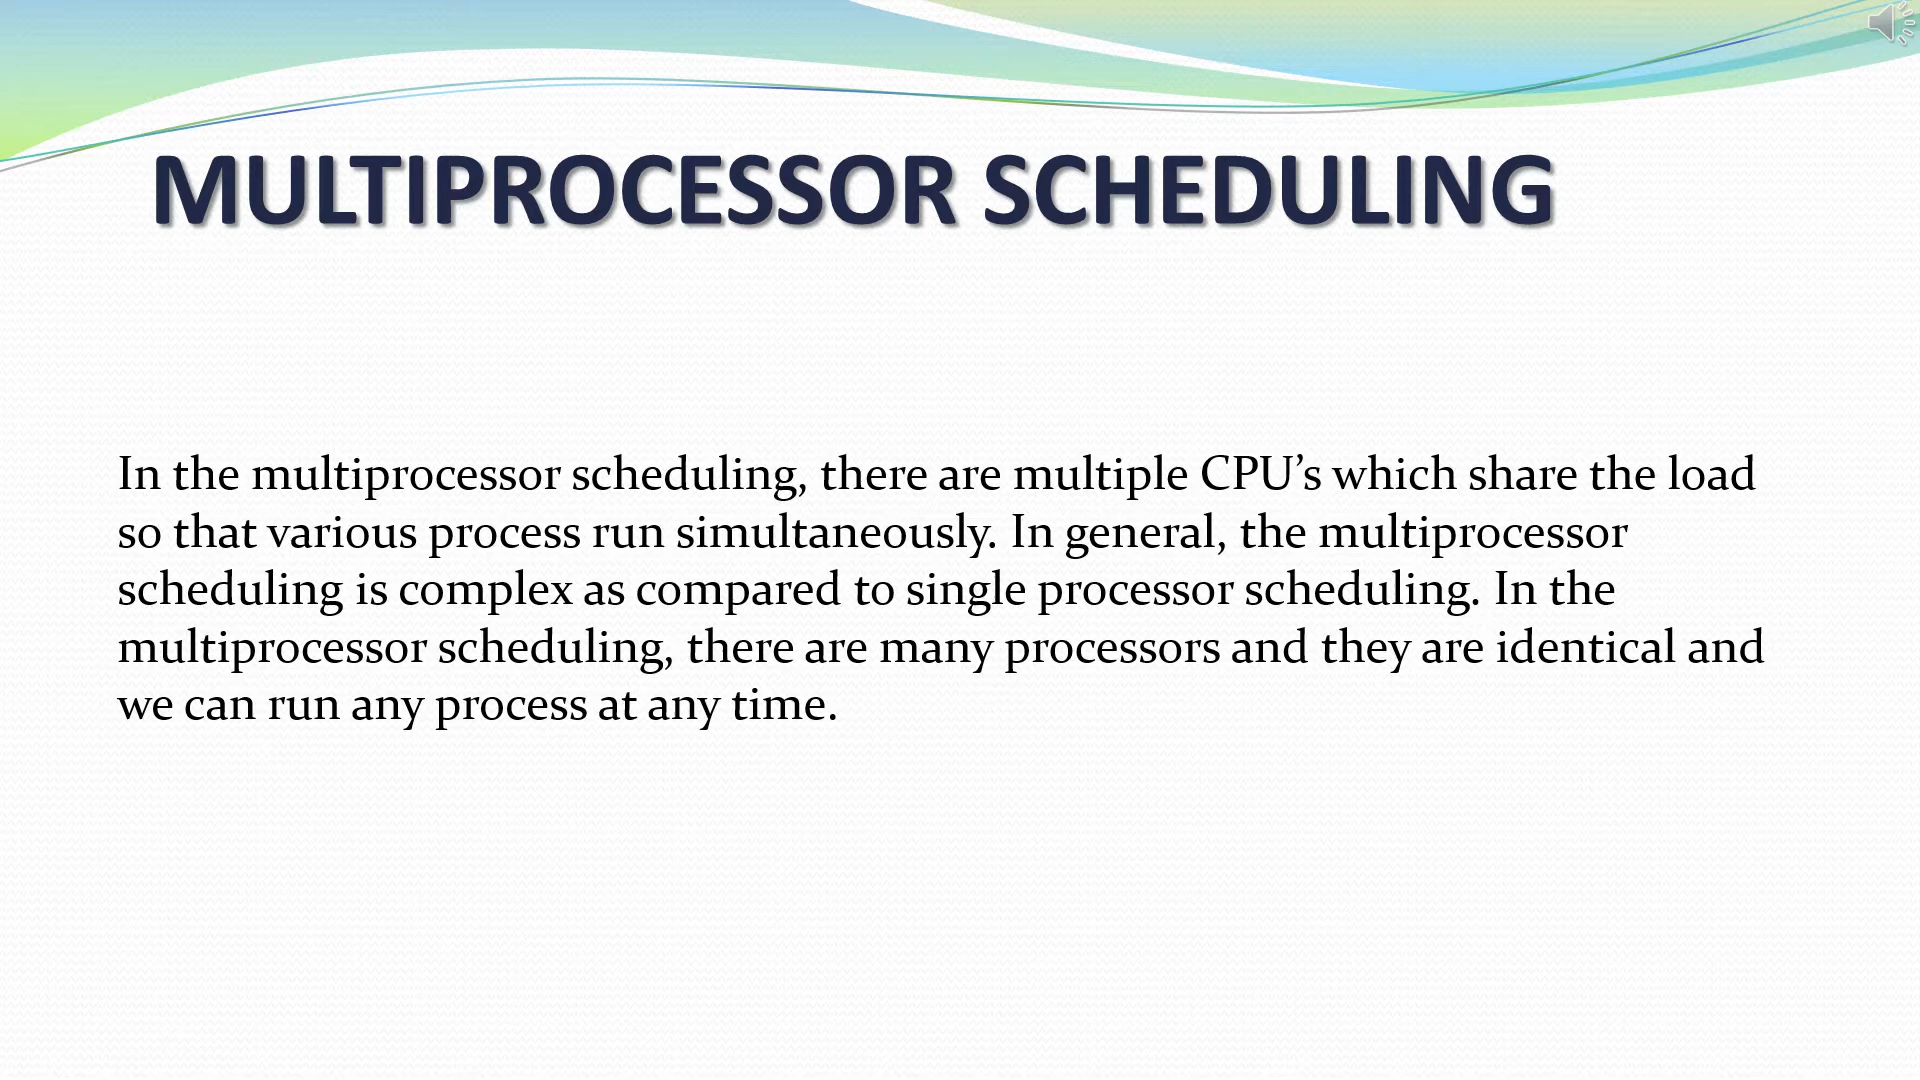 MULTIPROCESSOR SCHEDULING
In the multiprocessor scheduling, there are multiple CPU’s which share the load
so that various process run simultaneously. In general, the multiprocessor
scheduling is complex as compared to single processor scheduling. In the
multiprocessor scheduling, there are many processors and they are identical and
we can run any process at any time.